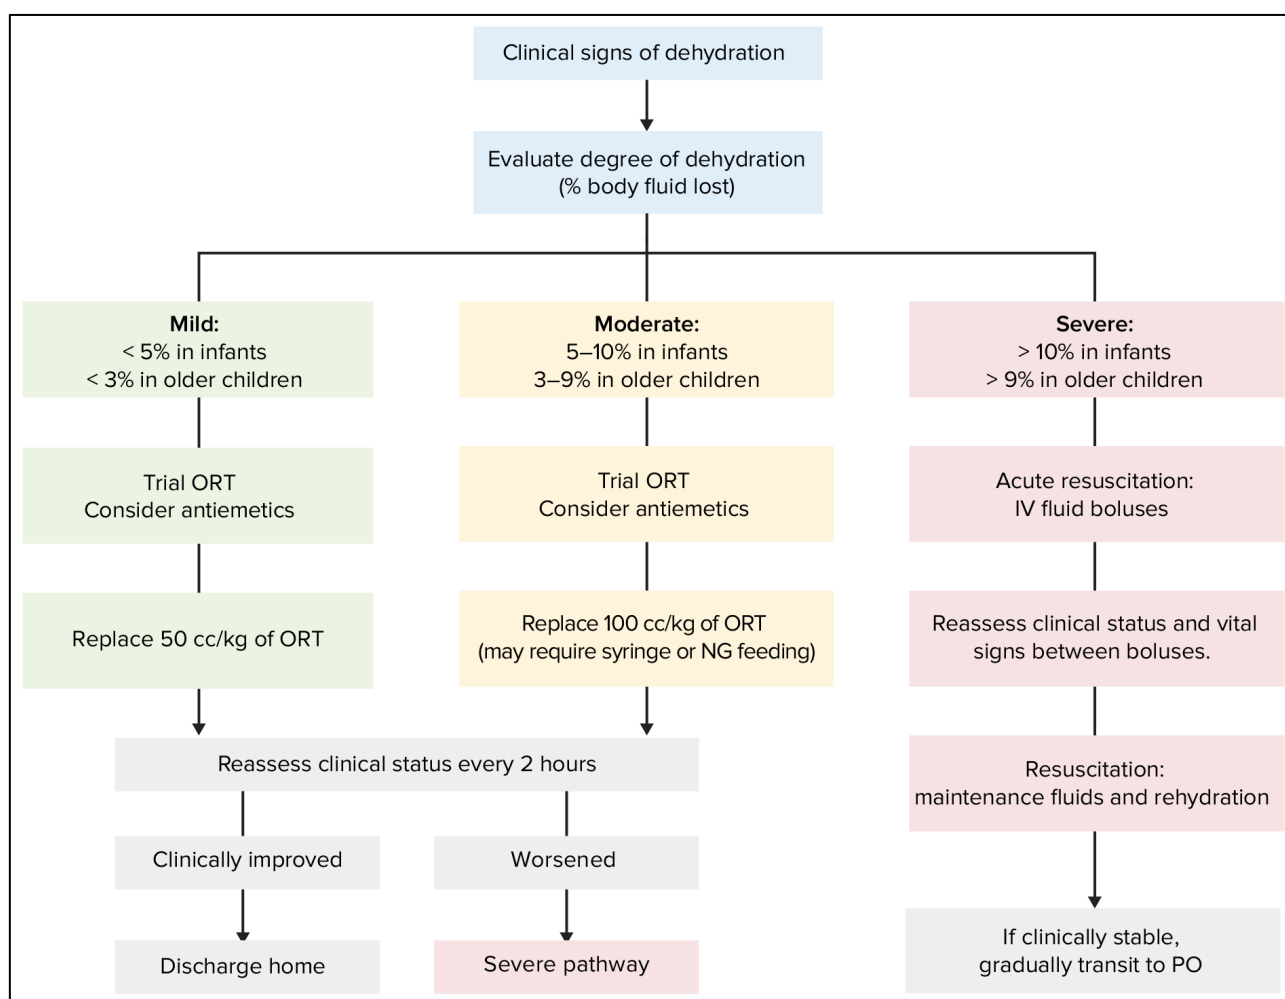 Clinical signs of dehydration
Evaluate degree of dehydration
(% body fluid lost)
Mild:
< 5% in infants
< 3% in older children
Moderate:
5–10% in infants
3–9% in older children
Severe:
> 10% in infants
> 9% in older children
Trial ORT
Consider antiemetics
Trial ORT
Consider antiemetics
Acute resuscitation:
IV fluid boluses
Replace 50 cc/kg of ORT
Replace 100 cc/kg of ORT
(may require syringe or NG feeding)
Reassess clinical status and vital
signs between boluses.
Reassess clinical status every 2 hours
Resuscitation:
maintenance fluids and rehydration
Clinically improved
Worsened
Discharge home
Severe pathway
If clinically stable,
gradually transit to PO